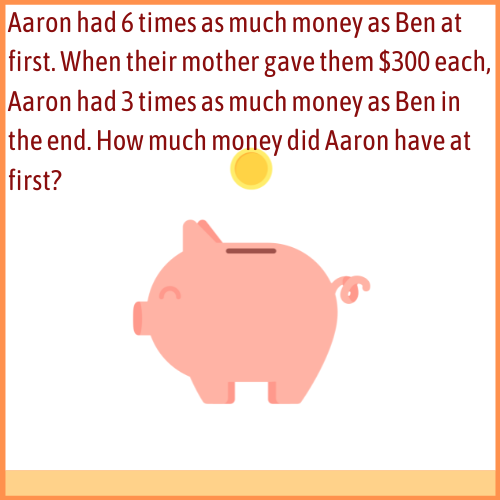 Aaron had 6 times as much money as Ben at
first. When their mother gave them $300 each,
Aaron had 3 times as much money as Ben in
the end. How much money did Aaron have at
first?